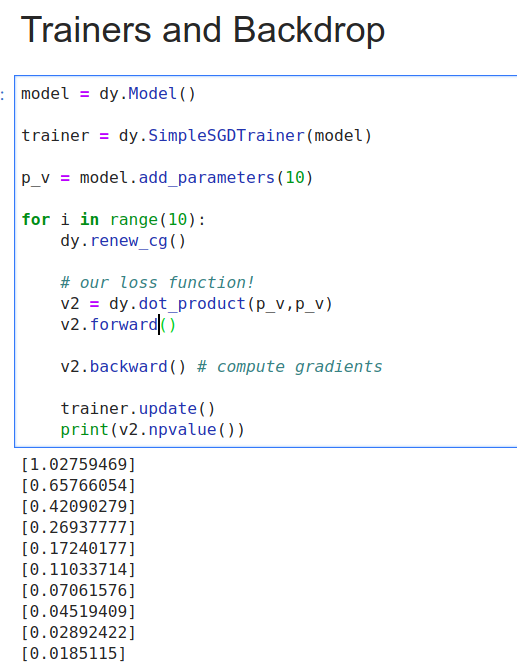 Trainers and Backdrop
:
model = dy.Model()
trainer = dy.SimpleSGDTrainer(model)
p_v = model.add_parameters(10)
for i in range(10):
    dy.renew_cg()
    # our loss function!
    v2 = dy.dot_product(p_v,p_v)
    v2.forward()
    v2.backward() # compute gradients
    trainer.update()
    print(v2.npvalue())
[1.02759469]
[0.65766054]
[0.42090279]
[0.26937777]
[0.17240177]
[0.11033714]
[0.07061576]
[0.04519409]
[0.02892422]
[0.0185115]